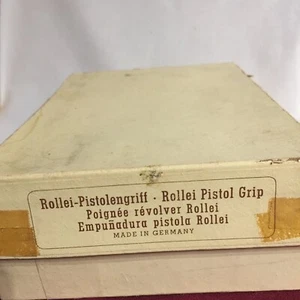 Rollei-Pistolengriff · Rollei Pistol Grip
Poignée révolver Rollei
Empuñadura pistola Rollei
MADE IN GERMANY